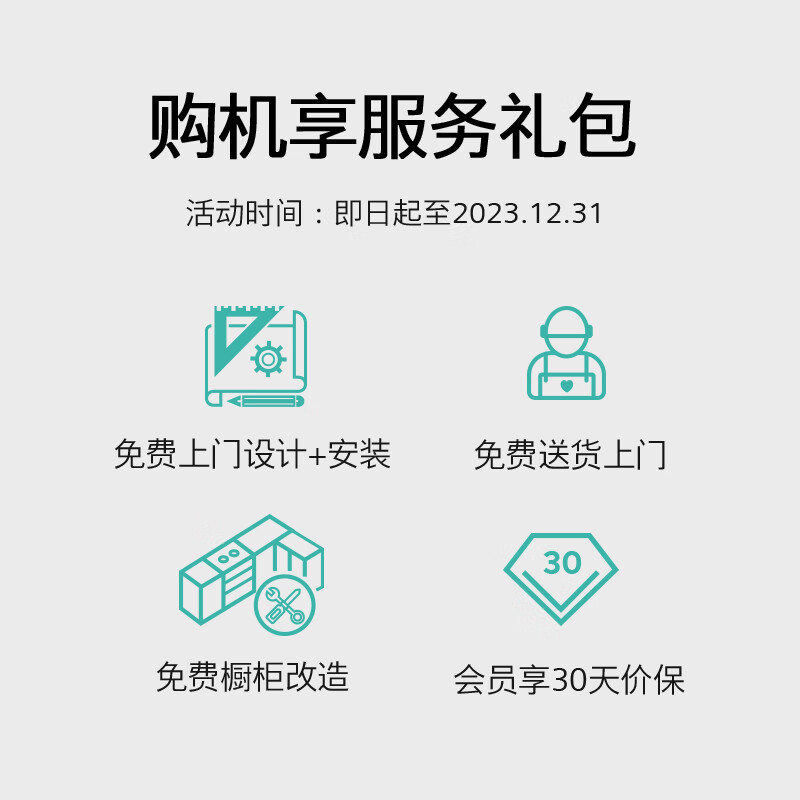 购机享服务礼包
活动时间：即日起至2023.12.31
免费上门设计+安装
免费送货上门
30
免费橱柜改造
会员享30天价保